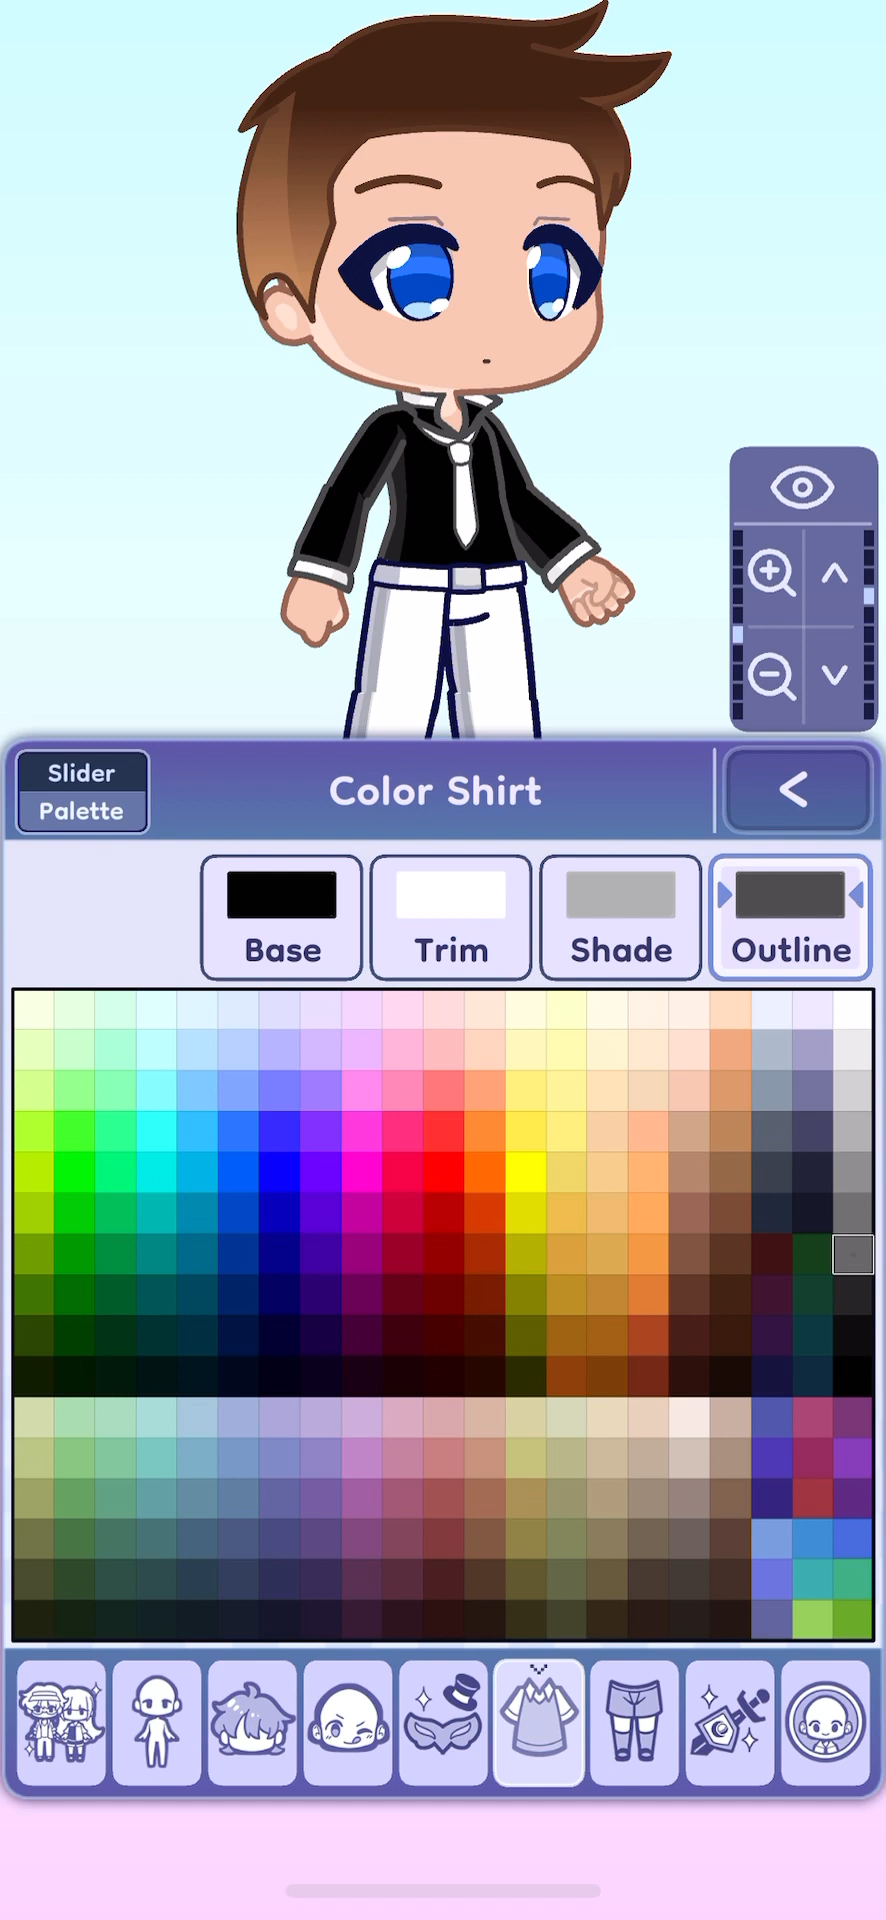 Slider
Palette
Color Shirt
Base
Trim
Shade
Outline